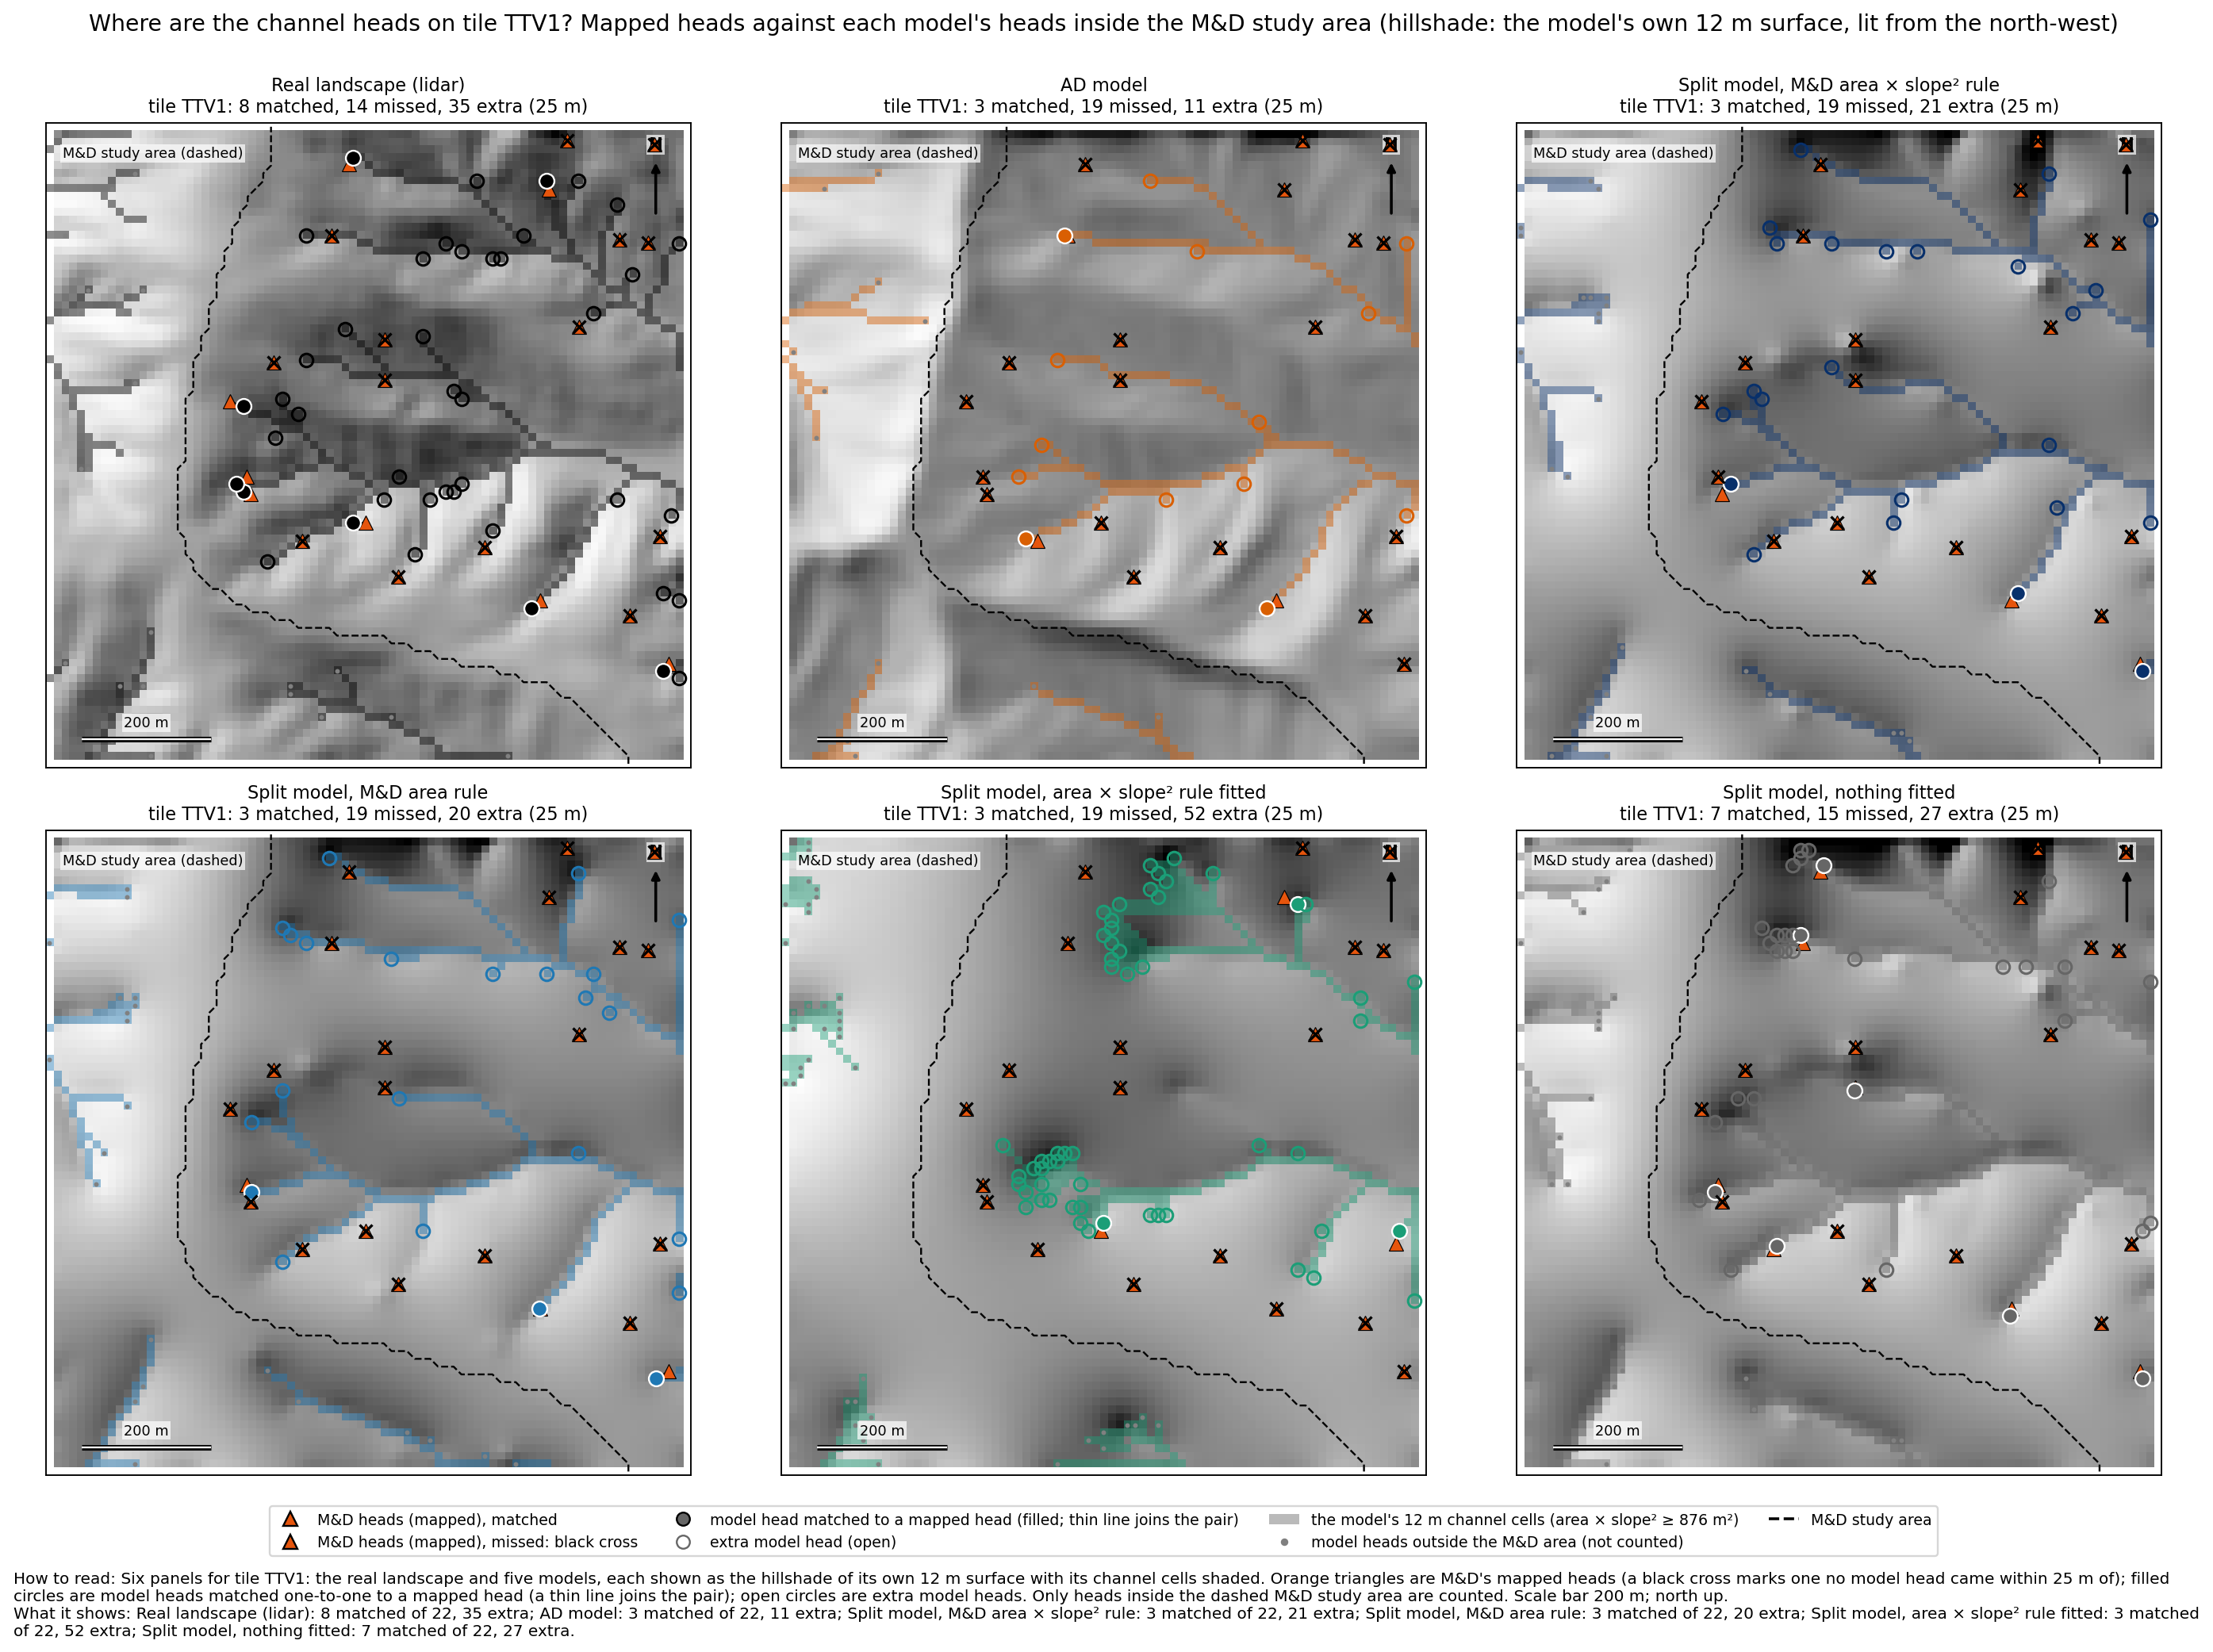 Where are the channel heads on tile TTV1? Mapped heads against each model's heads inside the M&D study area (hillshade: the model's own 12 m surface, lit from the north-west)
Real landscape (lidar)
tile TTV1: 8 matched, 14 missed, 35 extra (25 m)
M&D study area (dashed)
N
200 m
AD model
tile TTV1: 3 matched, 19 missed, 11 extra (25 m)
M&D study area (dashed)
N
200 m
Split model, M&D area × slope² rule
tile TTV1: 3 matched, 19 missed, 21 extra (25 m)
M&D study area (dashed)
N
200 m
Split model, M&D area rule
tile TTV1: 3 matched, 19 missed, 20 extra (25 m)
M&D study area (dashed)
N
200 m
Split model, area × slope² rule fitted
tile TTV1: 3 matched, 19 missed, 52 extra (25 m)
M&D study area (dashed)
N
200 m
Split model, nothing fitted
tile TTV1: 7 matched, 15 missed, 27 extra (25 m)
M&D study area (dashed)
N
200 m
M&D heads (mapped), matched
M&D heads (mapped), missed: black cross
model head matched to a mapped head (filled; thin line joins the pair)
extra model head (open)
the model's 12 m channel cells (area × slope² ≥ 876 m²)
model heads outside the M&D area (not counted)
M&D study area
How to read: Six panels for tile TTV1: the real landscape and five models, each shown as the hillshade of its own 12 m surface with its channel cells shaded. Orange triangles are M&D's mapped heads (a black cross marks one no model head came within 25 m of); filled
circles are model heads matched one-to-one to a mapped head (a thin line joins the pair); open circles are extra model heads. Only heads inside the dashed M&D study area are counted. Scale bar 200 m; north up.
What it shows: Real landscape (lidar): 8 matched of 22, 35 extra; AD model: 3 matched of 22, 11 extra; Split model, M&D area × slope² rule: 3 matched of 22, 21 extra; Split model, M&D area rule: 3 matched of 22, 20 extra; Split model, area × slope² rule fitted: 3 matched
of 22, 52 extra; Split model, nothing fitted: 7 matched of 22, 27 extra.